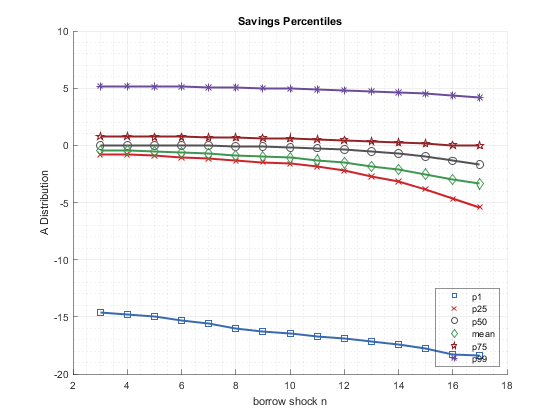 Savings Percentiles
10
5
0
-5
-10
-15
-20
A Distribution
2 4 6 8 10 12 14 16 18
borrow shock n
p1
p25
p50
mean
p75
p99